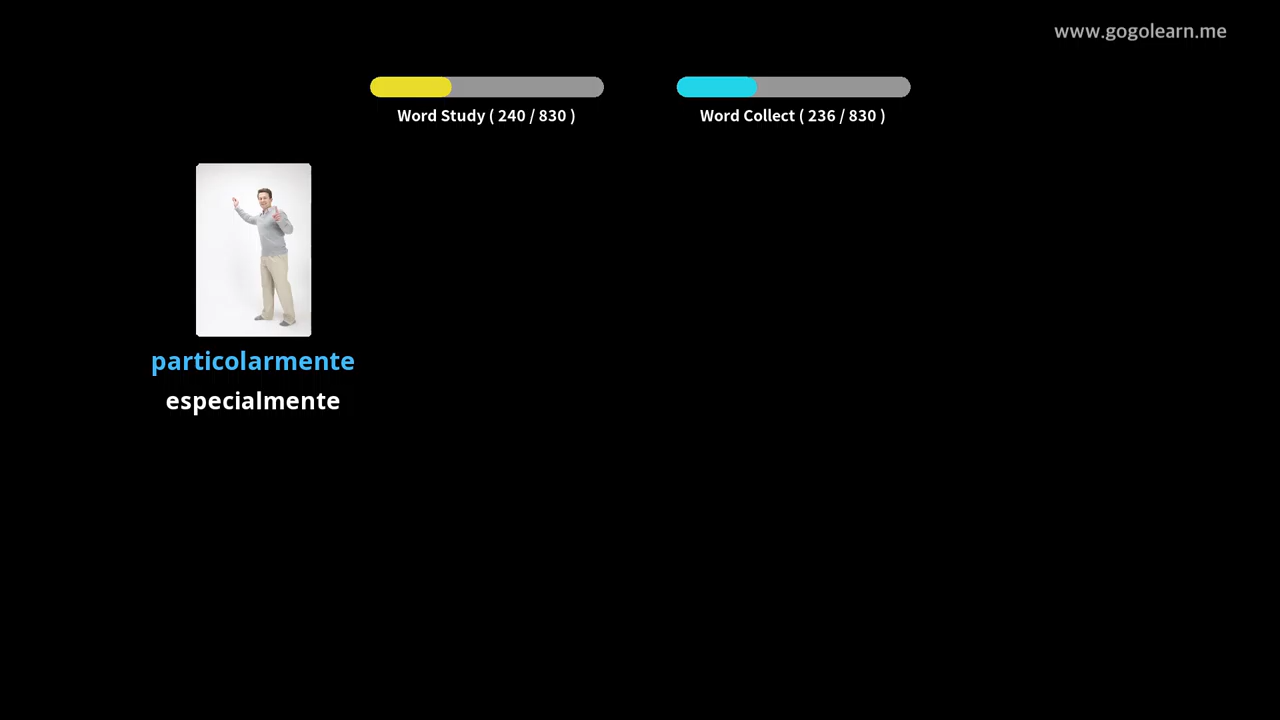 www.gogolearn.me
Word Study ( 240 / 830 )
Word Collect ( 236 / 830 )
particolarmente
especialmente